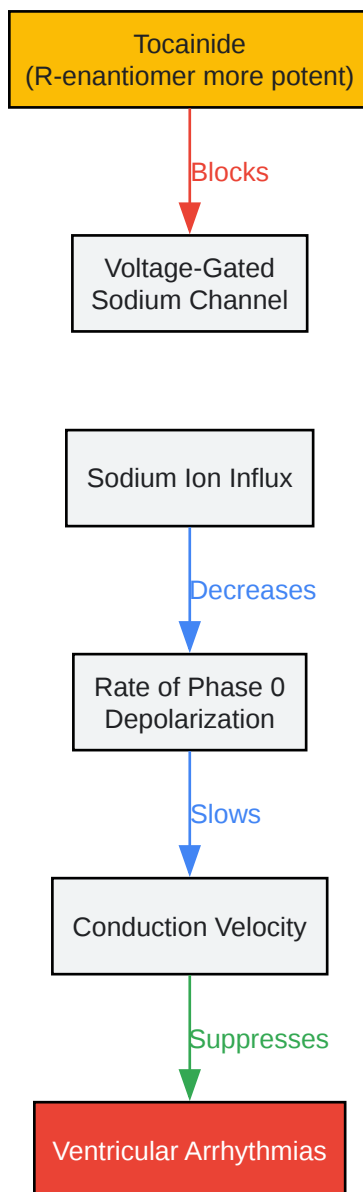 Tocainide
(R-enantiomer more potent)
Blocks
Voltage-Gated
Sodium Channel
Sodium Ion Influx
Decreases
Rate of Phase 0
Depolarization
Slows
Conduction Velocity
Suppresses
Ventricular Arrhythmias